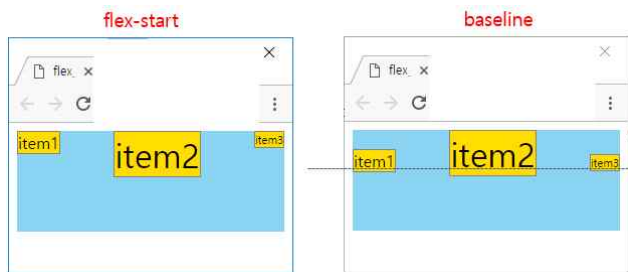 flex-start
flex_
item1
item2
item3
baseline
flex_
item1
item2
item3